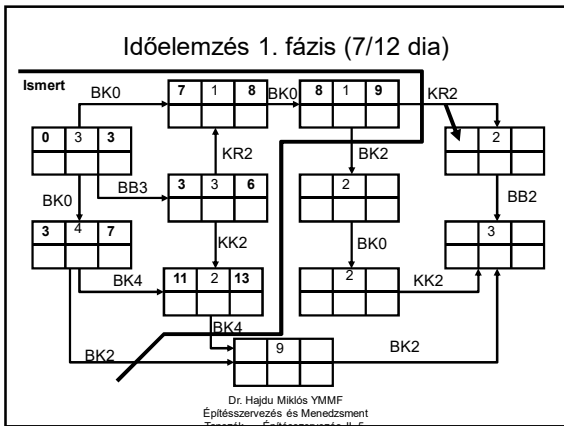 Időelemzés 1. fázis (7/12 dia)
Ismert
BK0
7 1 8
BK0
8 1 9
KR2
0 3 3
KR2
BK2
2
BB3
3 3 6
2
BB2
BK0
3 4 7
KK2
BK0
3
BK4
11 2 13
2
KK2
BK4
BK2
9
BK2
Dr. Hajdu Miklós YMMF
Építésszervezés és Menedzsment